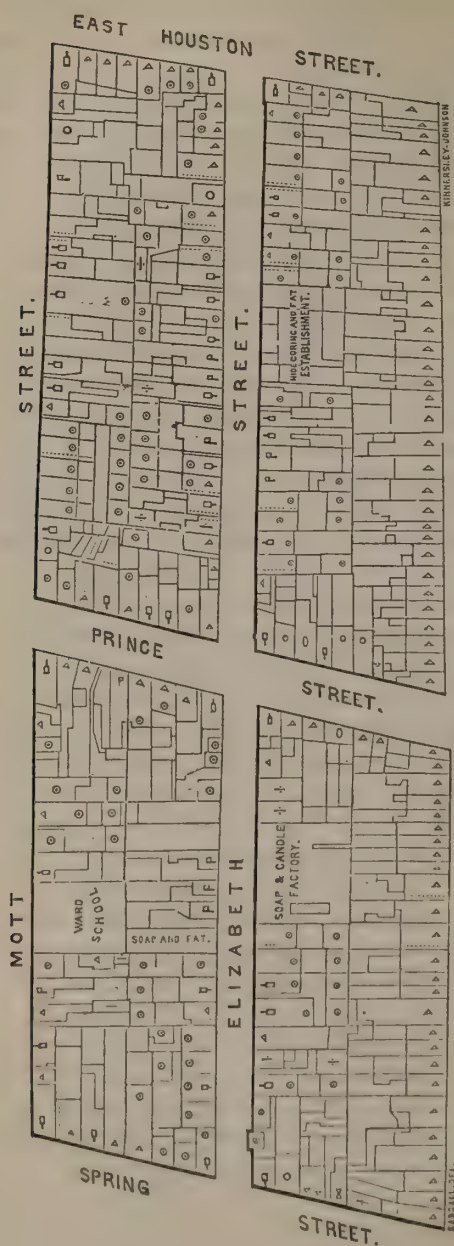 EAST HOUSTON STREET.
KINNERSLEY-JOHNSON
STREET.
STREET.
HIDE CURING AND FAT
ESTABLISHMENT.
P
P
P
P
P
P
PRINCE
STREET.
P
MOTT
ELIZABETH
SOAP & CANDLE
FACTORY.
WARD
SCHOOL
P
F
P
SOAP AND FAT.
P
SPRING
STREET.